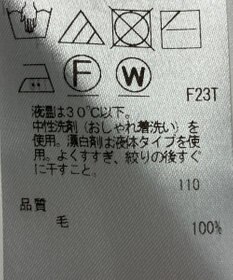 F
W
F23T
液温は30℃以下。
中性洗剤（おしゃれ着洗い）を
使用。漂白剤は液体タイプを使
用。よくすすぎ、絞りの後すぐ
に干すこと。
110
品質
毛 100%